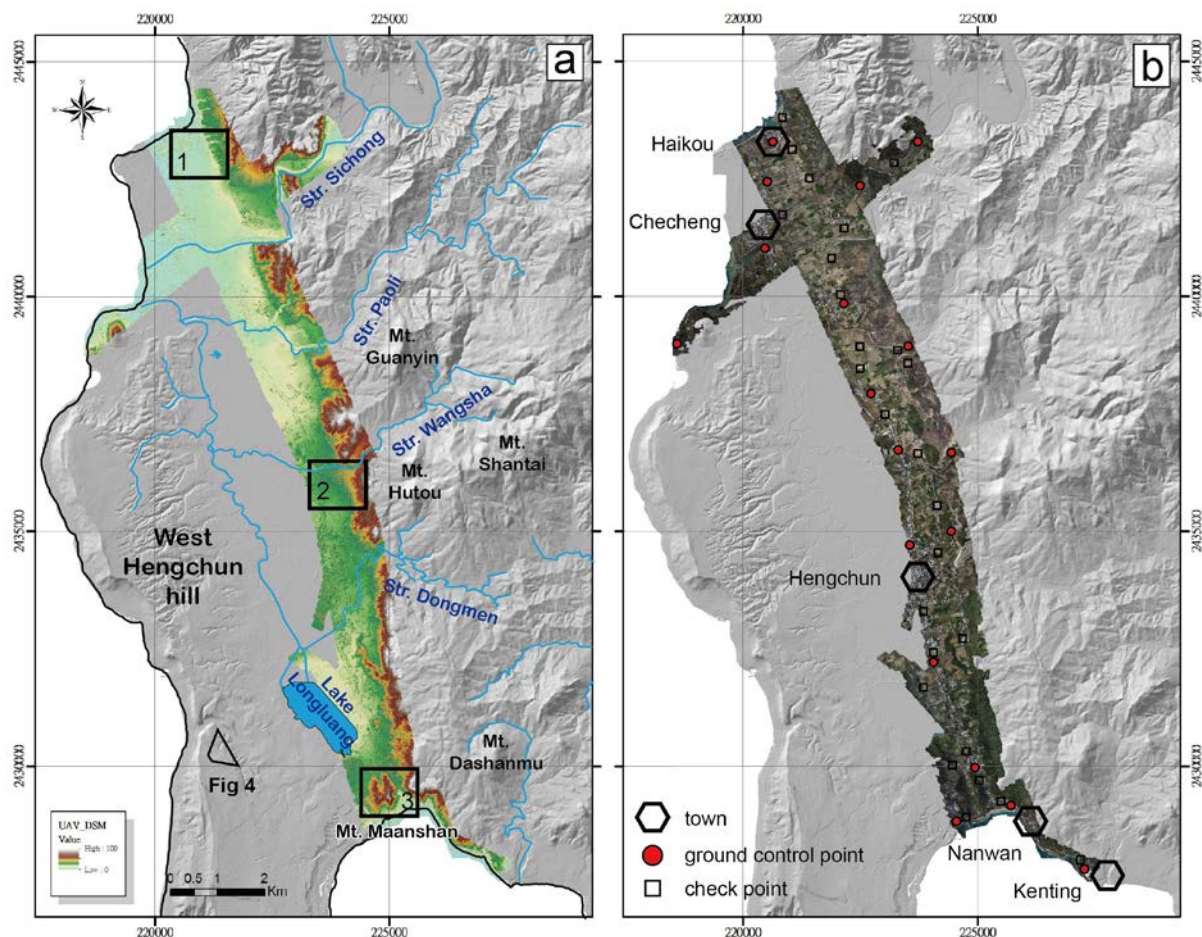 220000
225000
220000
225000
a
b
2445000
2445000
N
W
E
S
1
Str. Sichong
Haikou
Checheng
2440000
2440000
Str. Paoli
Mt.
Guanyin
Str. Wangsha
Mt.
Shantai
2
Mt.
Hutou
2435000
2435000
West
Hengchun
hill
Hengchun
Str. Dongmen
Lake
Longluang
Mt.
Dashanmu
2430000
2430000
Fig 4
3
Mt. Maanshan
UAV_DSM
Value
High : 100
Low : 0
0 0.5 1 2
Km
town
ground control point
check point
Nanwan
Kenting
220000
225000
220000
225000